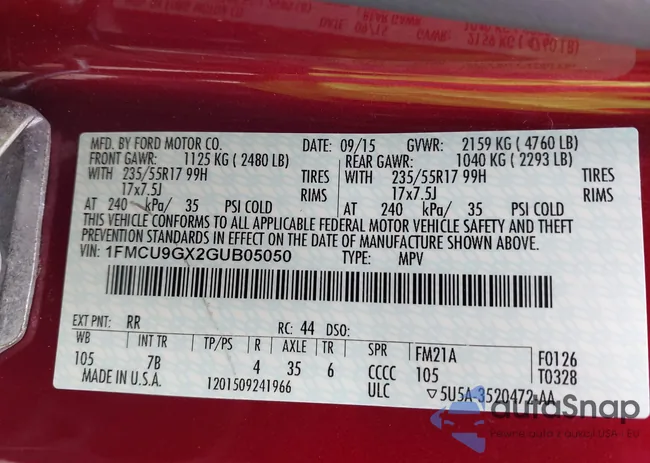 MFD. BY FORD MOTOR CO. DATE: 09/15 GVWR: 2159 KG ( 4760 LB)
FRONT GAWR: 1125 KG ( 2480 LB) REAR GAWR: 1040 KG ( 2293 LB)
WITH 235/55R17 99H TIRES WITH 235/55R17 99H TIRES
17x7.5J RIMS 17x7.5J RIMS
AT 240 kPa/ 35 PSI COLD AT 240 kPa/ 35 PSI COLD
THIS VEHICLE CONFORMS TO ALL APPLICABLE FEDERAL MOTOR VEHICLE SAFETY AND THEFT
PREVENTION STANDARDS IN EFFECT ON THE DATE OF MANUFACTURE SHOWN ABOVE.
VIN: 1FMCU9GX2GUB05050 TYPE: MPV
EXT PNT: RR RC: 44 DSO:
WB INT TR TP/PS R AXLE TR SPR FM21A F0126
105 7B 4 35 6 CCCC 105 T0328
MADE IN U.S.A. 1201509241966 ULC ▽5U5A-3520472-AA
autoSnap